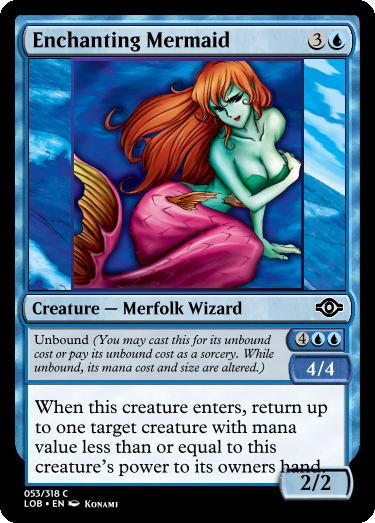 Enchanting Mermaid 3
Creature — Merfolk Wizard
Unbound (You may cast this for its unbound
cost or pay its unbound cost as a sorcery. While
unbound, its mana cost and size are altered.)
4
4/4
When this creature enters, return up
to one target creature with mana
value less than or equal to this
creature's power to its owners hand.
2/2
053/318 C
LOB • EN Konami